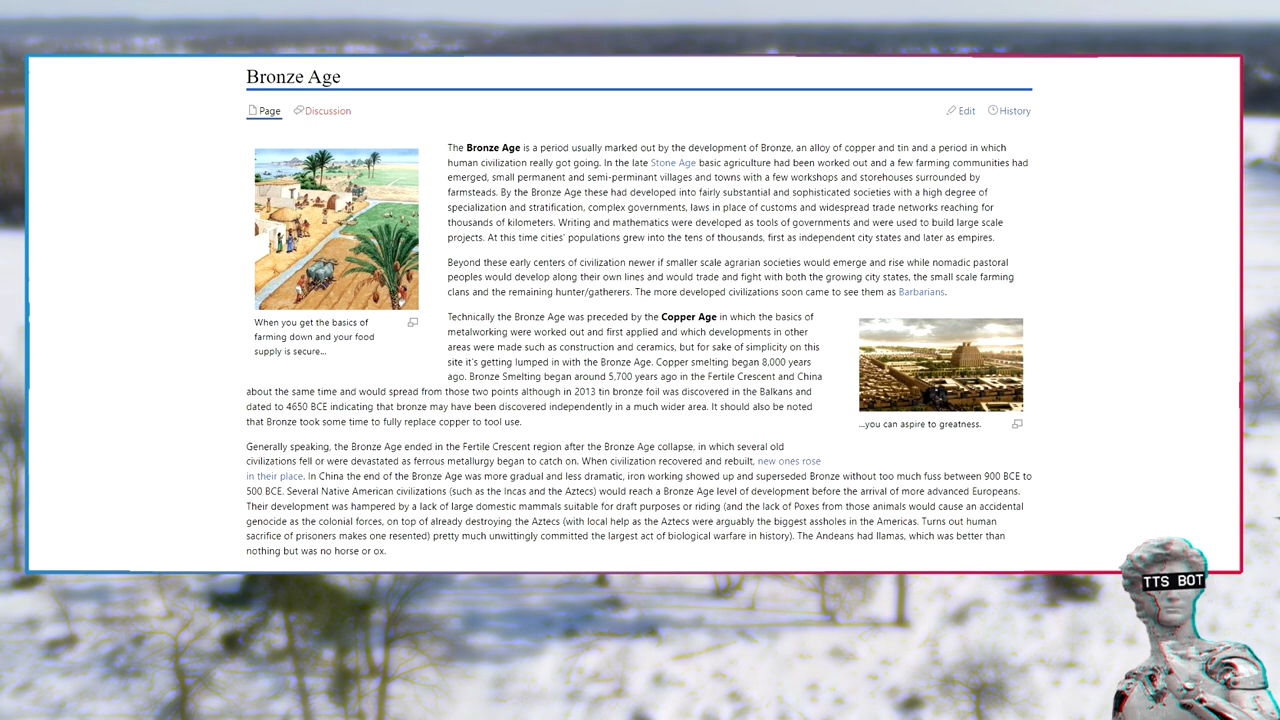 Bronze Age
Page
Discussion
Edit
History
The Bronze Age is a period usually marked out by the development of Bronze, an alloy of copper and tin and a period in which
human civilization really got going. In the late Stone Age basic agriculture had been worked out and a few farming communities had
emerged, small permanent and semi-perminant villages and towns with a few workshops and storehouses surrounded by
farmsteads. By the Bronze Age these had developed into fairly substantial and sophisticated societies with a high degree of
specialization and stratification, complex governments, laws in place of customs and widespread trade networks reaching for
thousands of kilometers. Writing and mathematics were developed as tools of governments and were used to build large scale
projects. At this time cities' populations grew into the tens of thousands, first as independent city states and later as empires.
When you get the basics of
farming down and your food
supply is secure...
Beyond these early centers of civilization newer if smaller scale agrarian societies would emerge and rise while nomadic pastoral
peoples would develop along their own lines and would trade and fight with both the growing city states, the small scale farming
clans and the remaining hunter/gatherers. The more developed civilizations soon came to see them as Barbarians.
Technically the Bronze Age was preceded by the Copper Age in which the basics of
metalworking were worked out and first applied and which developments in other
areas were made such as construction and ceramics, but for sake of simplicity on this
site it's getting lumped in with the Bronze Age. Copper smelting began 8,000 years
ago. Bronze Smelting began around 5,700 years ago in the Fertile Crescent and China
about the same time and would spread from those two points although in 2013 tin bronze foil was discovered in the Balkans and
dated to 4650 BCE indicating that bronze may have been discovered independently in a much wider area. It should also be noted
that Bronze took some time to fully replace copper to tool use.
...you can aspire to greatness.
Generally speaking, the Bronze Age ended in the Fertile Crescent region after the Bronze Age collapse, in which several old
civilizations fell or were devastated as ferrous metallurgy began to catch on. When civilization recovered and rebuilt, new ones rose
in their place. In China the end of the Bronze Age was more gradual and less dramatic, iron working showed up and superseded Bronze without too much fuss between 900 BCE to
500 BCE. Several Native American civilizations (such as the Incas and the Aztecs) would reach a Bronze Age level of development before the arrival of more advanced Europeans.
Their development was hampered by a lack of large domestic mammals suitable for draft purposes or riding (and the lack of Poxes from those animals would cause an accidental
genocide as the colonial forces, on top of already destroying the Aztecs (with local help as the Aztecs were arguably the biggest assholes in the Americas. Turns out human
sacrifice of prisoners makes one resented) pretty much unwittingly committed the largest act of biological warfare in history). The Andeans had llamas, which was better than
nothing but was no horse or ox.
TTS BOT